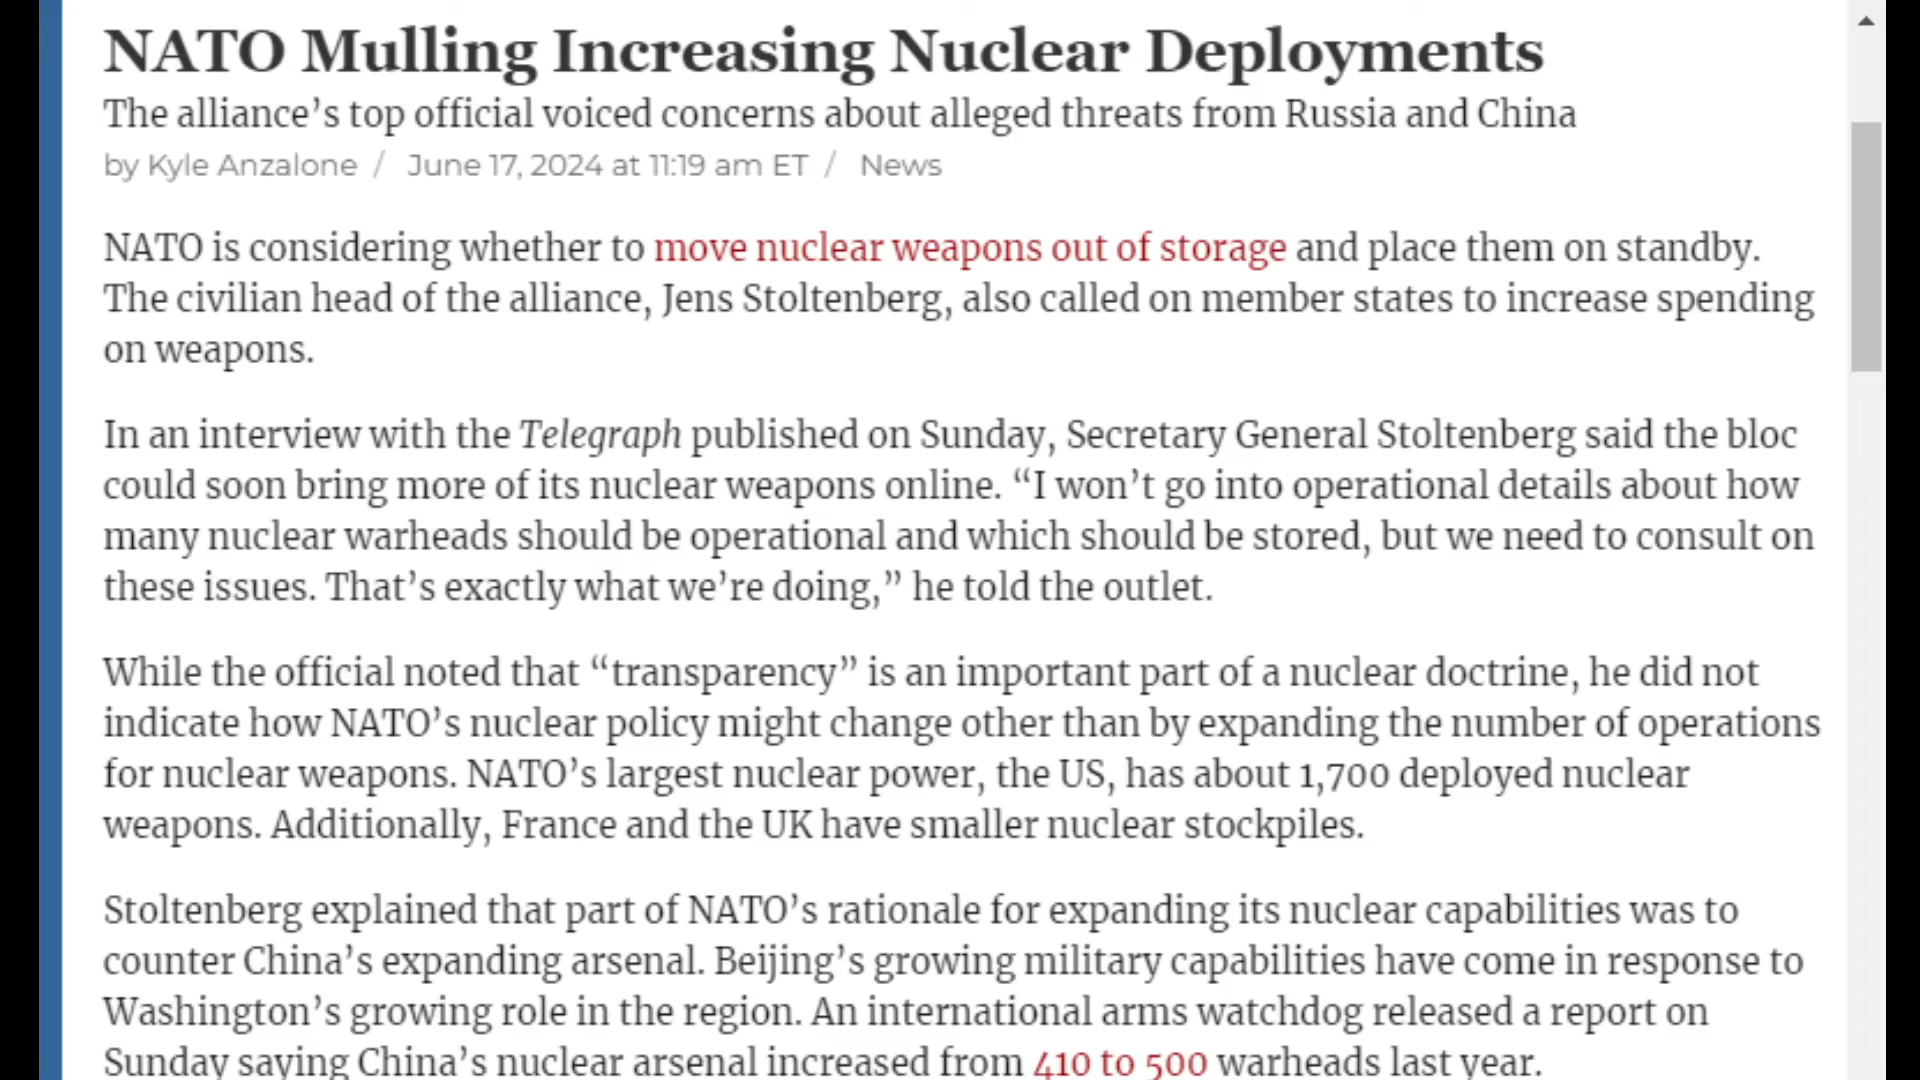 NATO Mulling Increasing Nuclear Deployments
The alliance’s top official voiced concerns about alleged threats from Russia and China
by Kyle Anzalone / June 17, 2024 at 11:19 am ET / News
NATO is considering whether to move nuclear weapons out of storage and place them on standby.
The civilian head of the alliance, Jens Stoltenberg, also called on member states to increase spending
on weapons.
In an interview with the Telegraph published on Sunday, Secretary General Stoltenberg said the bloc
could soon bring more of its nuclear weapons online. “I won’t go into operational details about how
many nuclear warheads should be operational and which should be stored, but we need to consult on
these issues. That’s exactly what we’re doing,” he told the outlet.
While the official noted that “transparency” is an important part of a nuclear doctrine, he did not
indicate how NATO’s nuclear policy might change other than by expanding the number of operations
for nuclear weapons. NATO’s largest nuclear power, the US, has about 1,700 deployed nuclear
weapons. Additionally, France and the UK have smaller nuclear stockpiles.
Stoltenberg explained that part of NATO’s rationale for expanding its nuclear capabilities was to
counter China’s expanding arsenal. Beijing’s growing military capabilities have come in response to
Washington’s growing role in the region. An international arms watchdog released a report on
Sunday saying China’s nuclear arsenal increased from 410 to 500 warheads last year.